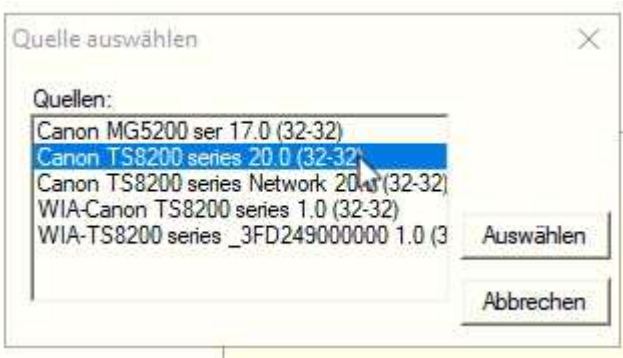 Quelle auswählen
Quellen:
Canon MG5200 ser 17.0 (32-32)
Canon TS8200 series 20.0 (32-32)
Canon TS8200 series Network 20.0 (32-32)
WIA-Canon TS8200 series 1.0 (32-32)
WIA-TS8200 series _3FD249000000 1.0 (3
Auswählen
Abbrechen